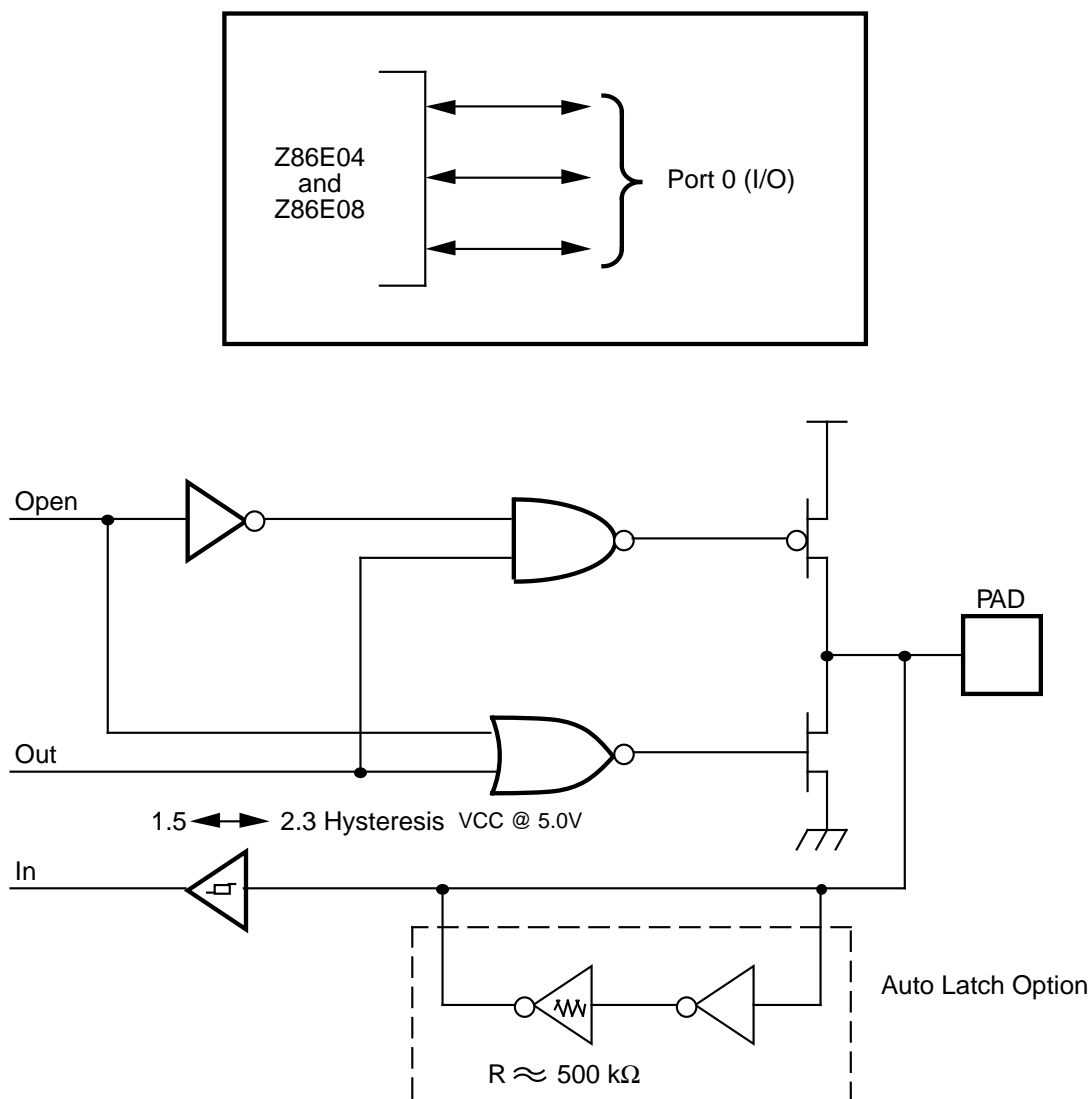 Z86E04
and
Z86E08
Port 0 (I/O)
Open
PAD
Out
1.5 2.3 Hysteresis VCC @ 5.0V
In
Auto Latch Option
R ≈ 500 kΩ